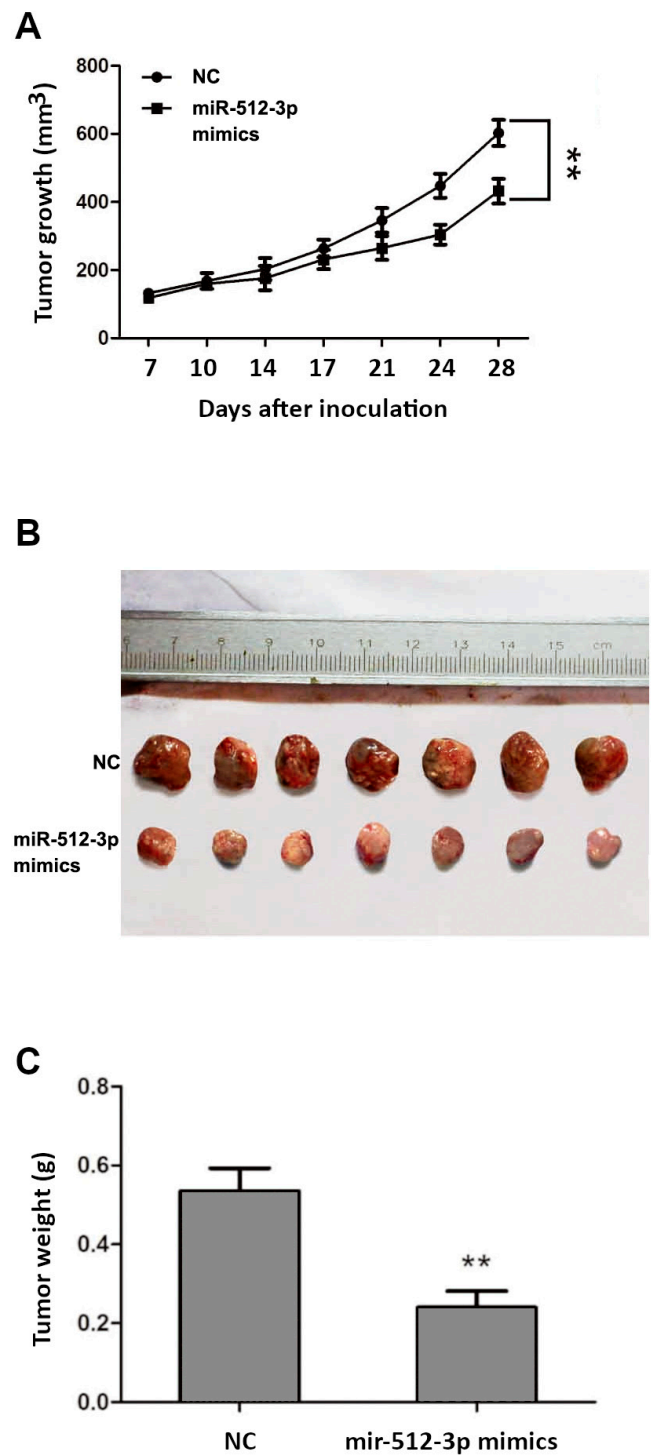 A
800
600
400
200
0
Tumor growth (mm3)
NC
miR-512-3p
mimics
**
7 10 14 17 21 24 28
Days after inoculation
B
6 7 8 9 10 11 12 13 14 15 cm
NC
miR-512-3p
mimics
C
0.8
0.6
0.4
0.2
0.0
Tumor weight (g)
**
NC mir-512-3p mimics